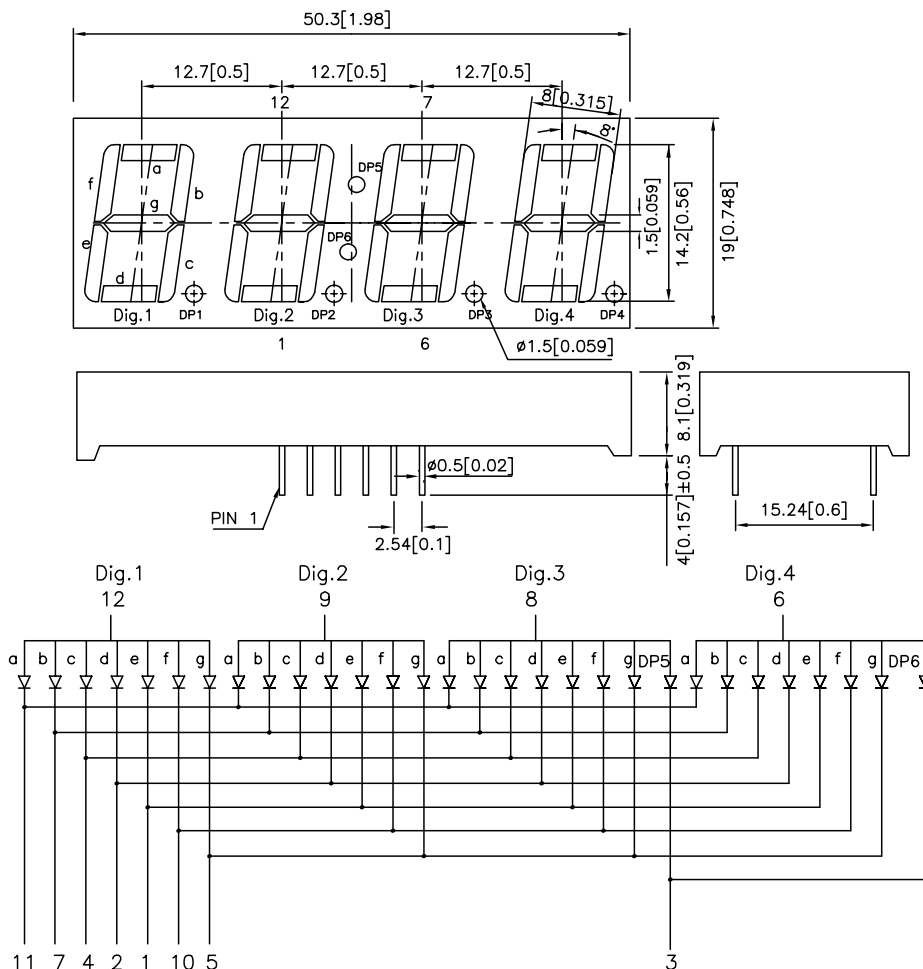 50.3[1.98]
12.7[0.5] 12.7[0.5] 12.7[0.5]
12 7
8[0.315]
8°
a
f b
g
e
d c
DP5
DP6
DP1 DP2 DP3 DP4
Dig.1 Dig.2 Dig.3 Dig.4
1.5[0.059]
14.2[0.56]
19[0.748]
1 6
ø1.5[0.059]
8.1[0.319]
4[0.157]±0.5
ø0.5[0.02]
PIN 1
2.54[0.1]
15.24[0.6]
Dig.1 Dig.2 Dig.3 Dig.4
12 9 8 6
a b c d e f g a b c d e f g a b c d e f g DP5 a b c d e f g DP6
11 7 4 2 1 10 5 3